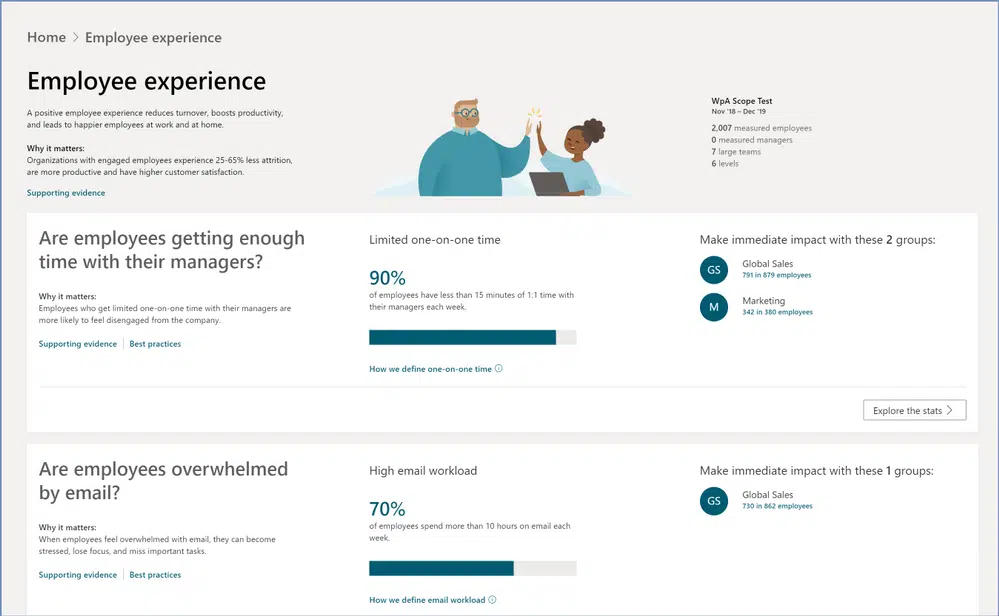 Home > Employee experience
Employee experience
A positive employee experience reduces turnover, boosts productivity,
and leads to happier employees at work and at home.
Why it matters:
Organizations with engaged employees experience 25-65% less attrition,
are more productive and have higher customer satisfaction.
Supporting evidence
WpA Scope Test
Nov '18 – Dec '19
2,007 measured employees
0 measured managers
7 large teams
6 levels
Are employees getting enough
time with their managers?
Why it matters:
Employees who get limited one-on-one time with their managers are
more likely to feel disengaged from the company.
Supporting evidence
Best practices
Limited one-on-one time
90%
of employees have less than 15 minutes of 1:1 time with
their managers each week.
How we define one-on-one time
Make immediate impact with these 2 groups:
GS
Global Sales
791 in 879 employees
M
Marketing
342 in 380 employees
Explore the stats >
Are employees overwhelmed
by email?
Why it matters:
When employees feel overwhelmed with email, they can become
stressed, lose focus, and miss important tasks.
Supporting evidence
Best practices
High email workload
70%
of employees spend more than 10 hours on email each
week.
How we define email workload
Make immediate impact with these 1 groups:
GS
Global Sales
730 in 862 employees